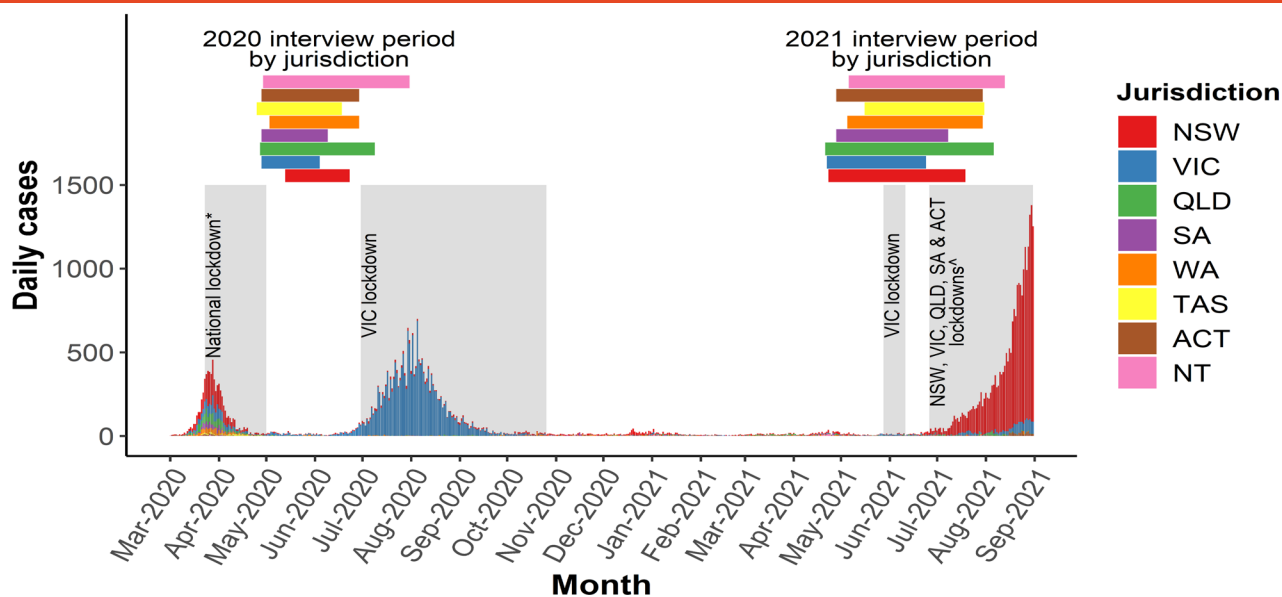 2020 interview period
by jurisdiction
2021 interview period
by jurisdiction
Jurisdiction
NSW
VIC
QLD
SA
WA
TAS
ACT
NT
Daily cases
1500
1000
500
0
National lockdown*
VIC lockdown
VIC lockdown
NSW, VIC, QLD, SA & ACT
lockdowns^
Mar-2020
Apr-2020
May-2020
Jun-2020
Jul-2020
Aug-2020
Sep-2020
Oct-2020
Nov-2020
Dec-2020
Jan-2021
Feb-2021
Mar-2021
Apr-2021
May-2021
Jun-2021
Jul-2021
Aug-2021
Sep-2021
Month